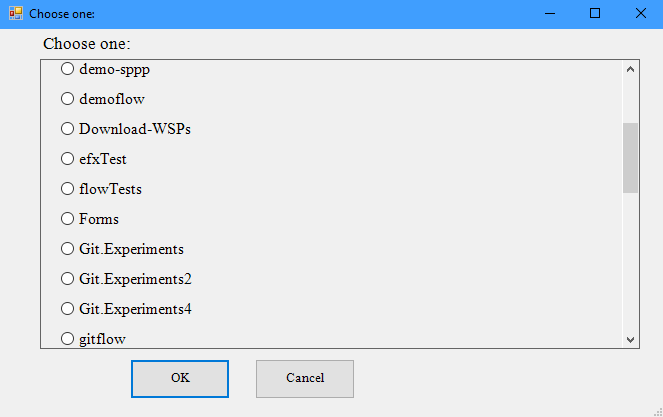 Choose one:
Choose one:
demo-sppp
demoflow
Download-WSPs
efxTest
flowTests
Forms
Git.Experiments
Git.Experiments2
Git.Experiments4
gitflow
OK
Cancel